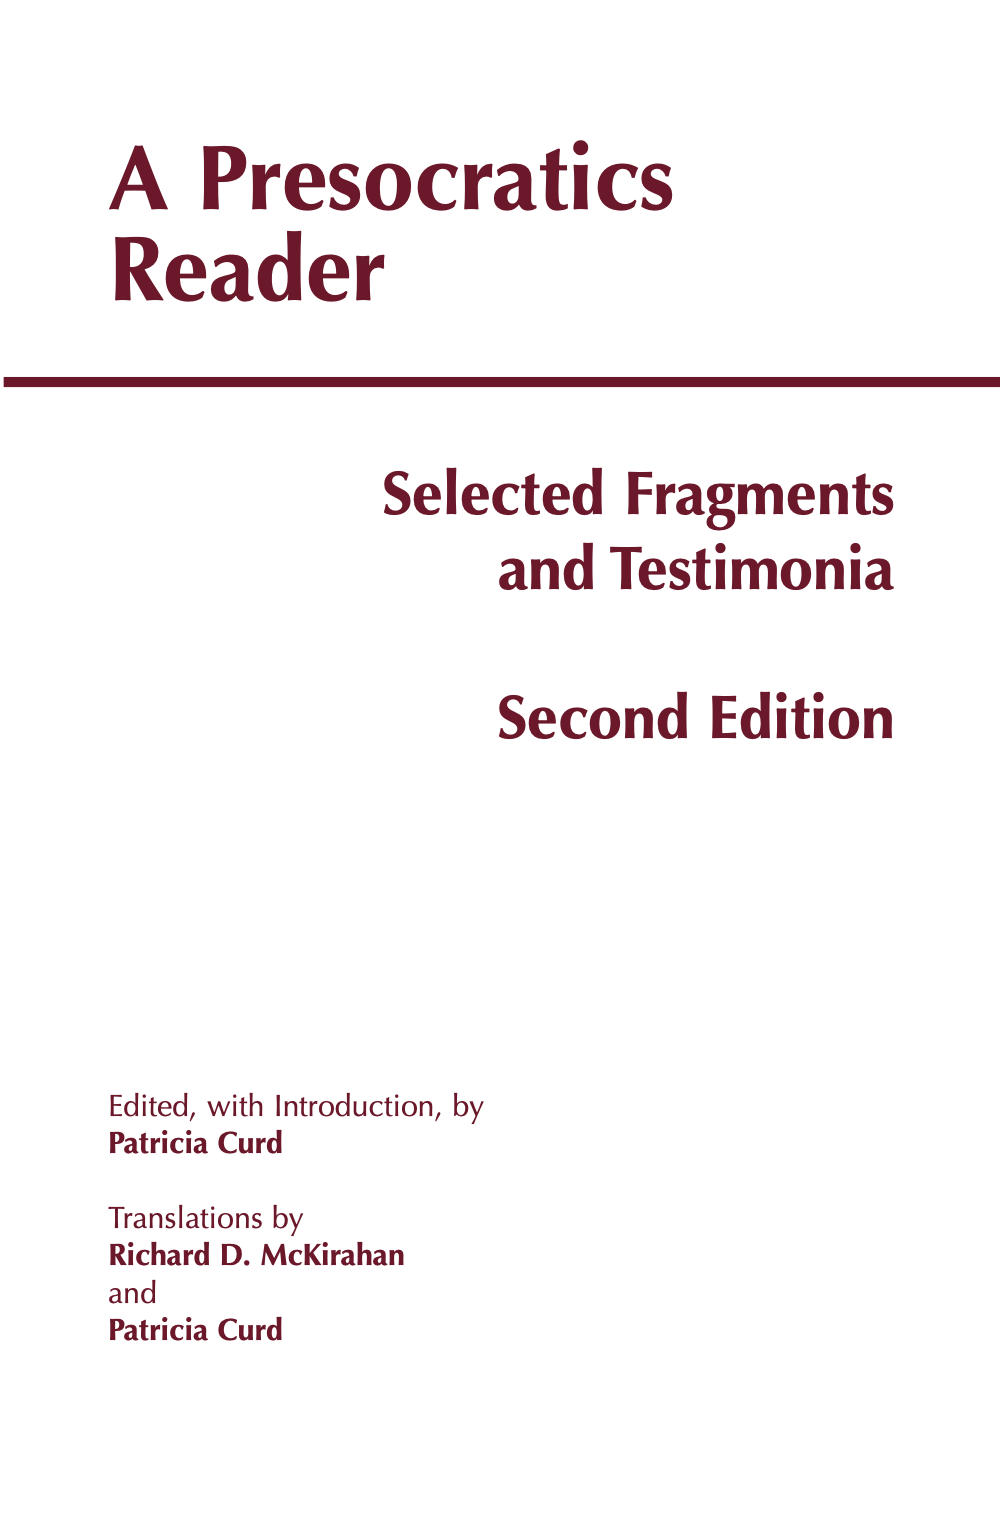 A Presocratics
Reader
Selected Fragments
and Testimonia
Second Edition
Edited, with Introduction, by
Patricia Curd
Translations by
Richard D. McKirahan
and
Patricia Curd